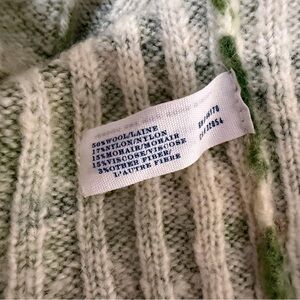 50%WOOL/LAINE
17%NYLON/NYLON
15%MOHAIR/MOHAIR
15%VISCOSE/VISCOSE
3%OTHER FIBER/
L'AUTRE FIBRE